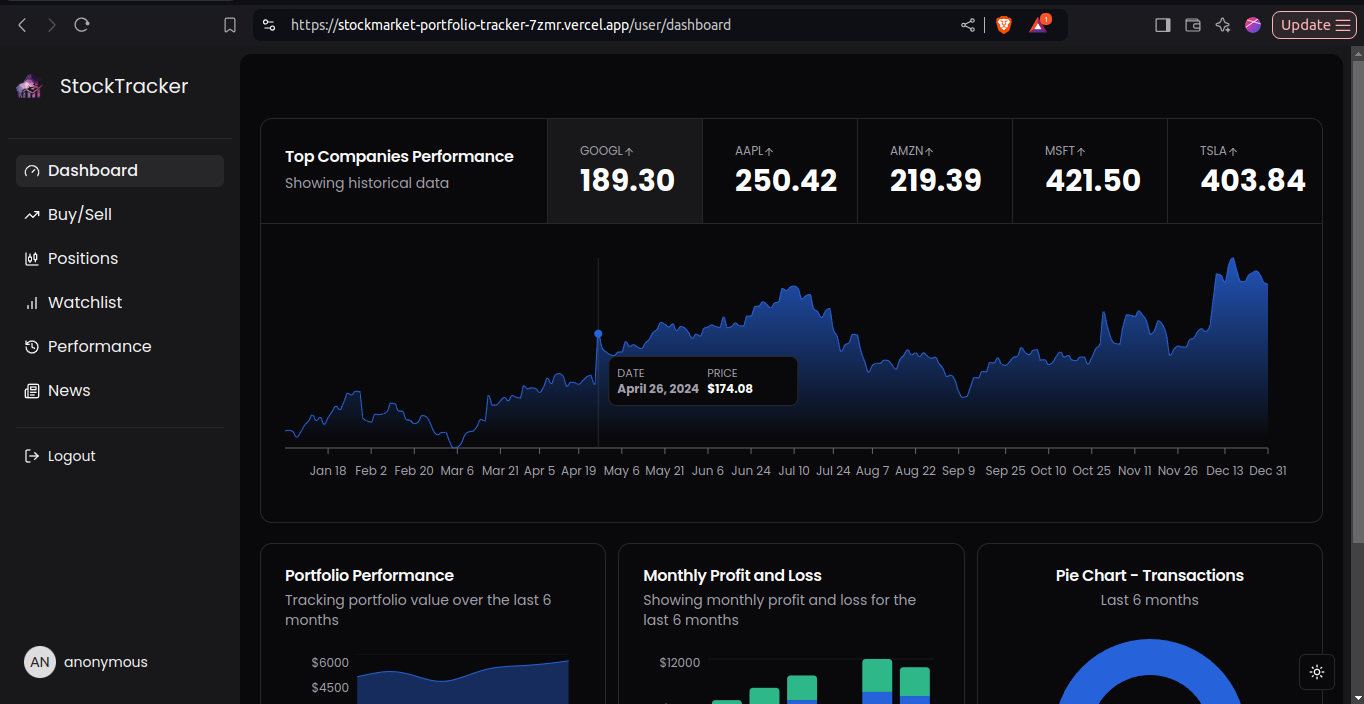 https://stockmarket-portfolio-tracker-7zmr.vercel.app/user/dashboard
1
Update
StockTracker
Dashboard
Buy/Sell
Positions
Watchlist
Performance
News
Logout
AN anonymous
Top Companies Performance
Showing historical data
GOOGL↑
189.30
AAPL↑
250.42
AMZN↑
219.39
MSFT↑
421.50
TSLA↑
403.84
DATE PRICE
April 26, 2024 $174.08
Jan 18 Feb 2 Feb 20 Mar 6 Mar 21 Apr 5 Apr 19 May 6 May 21 Jun 6 Jun 24 Jul 10 Jul 24 Aug 7 Aug 22 Sep 9 Sep 25 Oct 10 Oct 25 Nov 11 Nov 26 Dec 13 Dec 31
Portfolio Performance
Tracking portfolio value over the last 6
months
$6000
$4500
Monthly Profit and Loss
Showing monthly profit and loss for the
last 6 months
$12000
Pie Chart - Transactions
Last 6 months